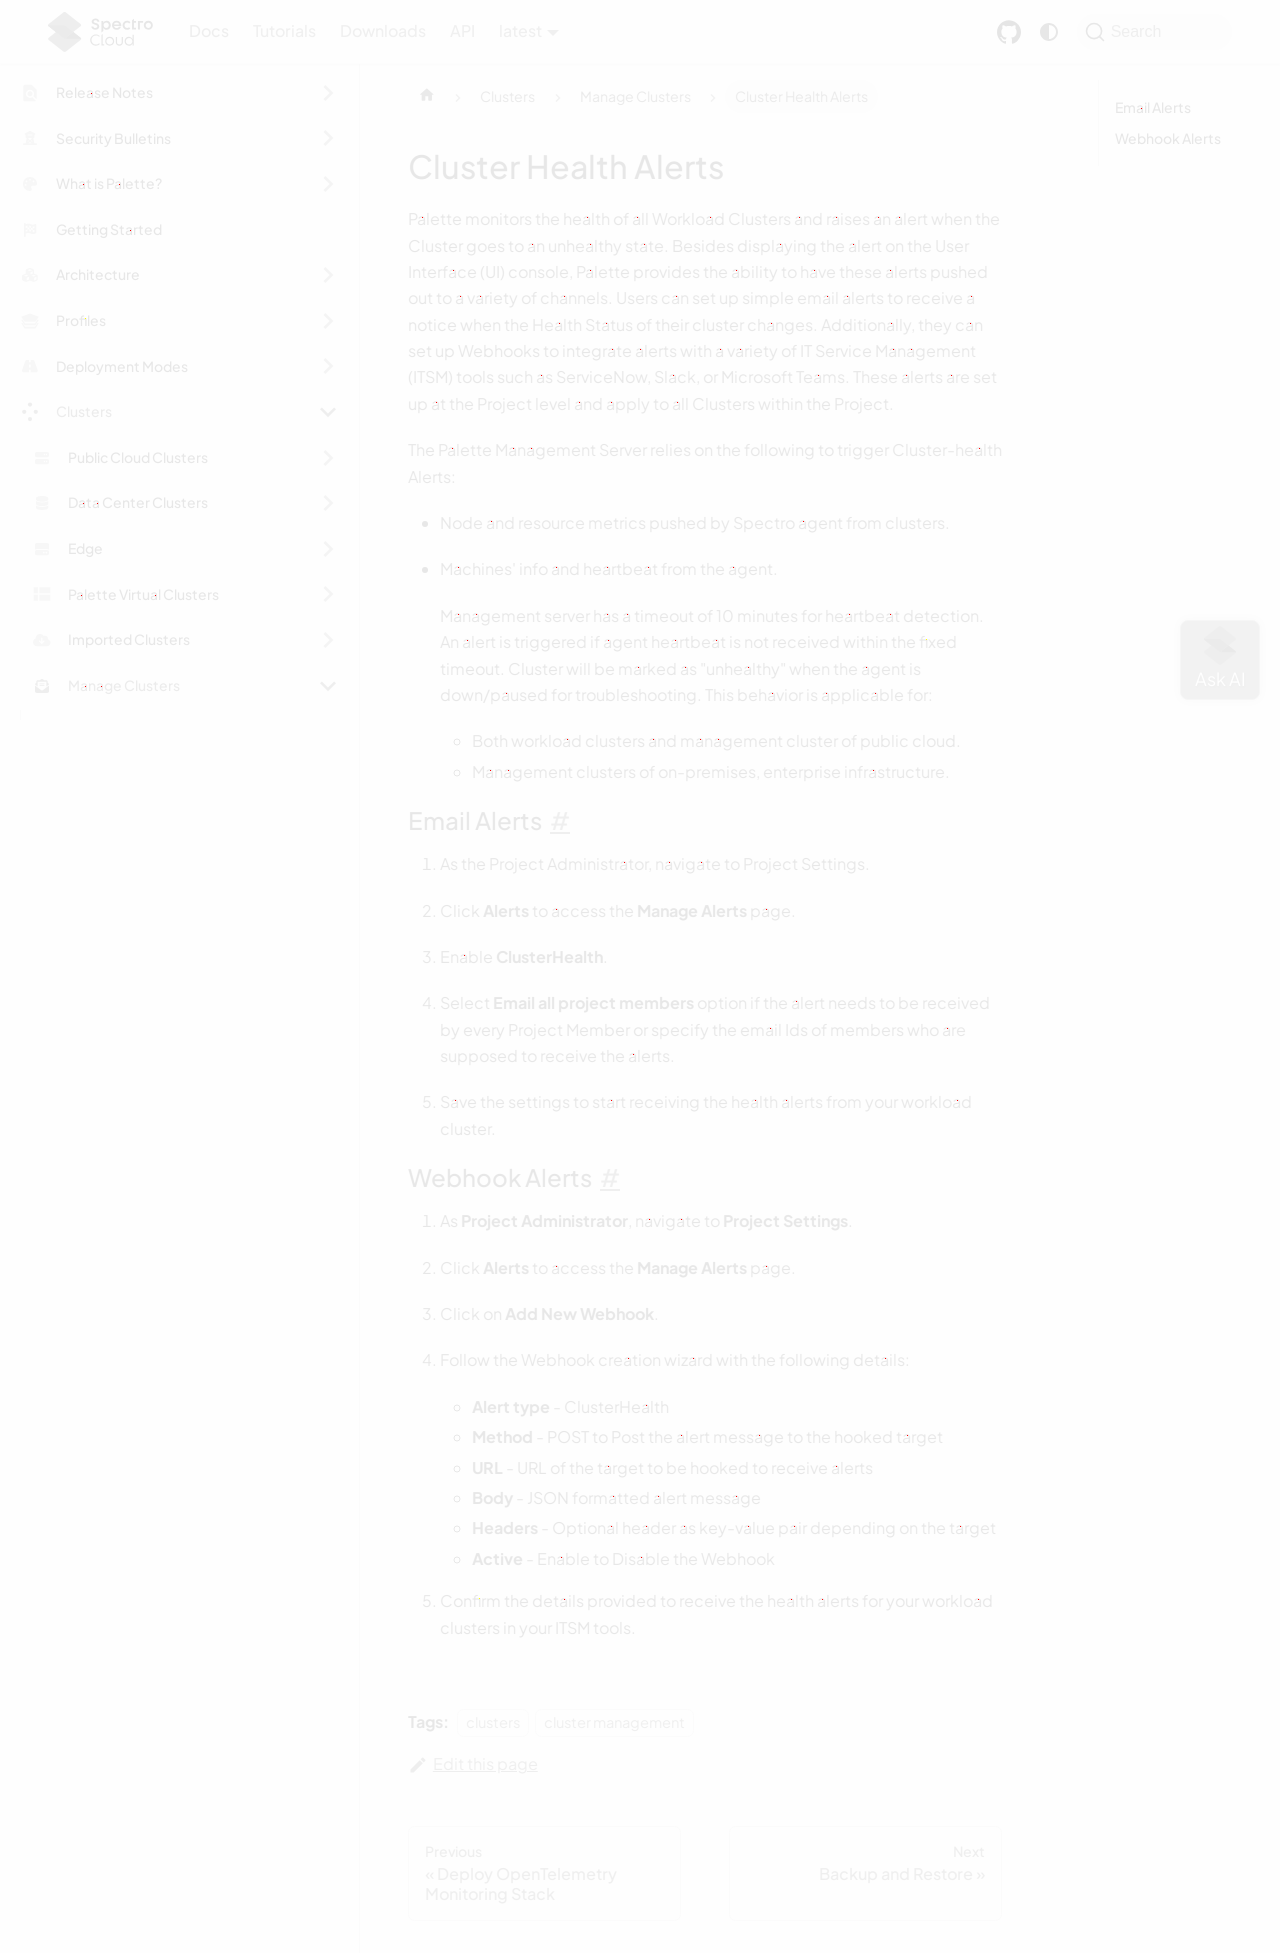 Spectro
Cloud
Docs
Tutorials
Downloads
API
latest
Search
Release Notes
Security Bulletins
What is Palette?
Getting Started
Architecture
Profiles
Deployment Modes
Clusters
Public Cloud Clusters
Data Center Clusters
Edge
Palette Virtual Clusters
Imported Clusters
Manage Clusters
Clusters
Manage Clusters
Cluster Health Alerts
Cluster Health Alerts
Palette monitors the health of all Workload Clusters and raises an alert when the
Cluster goes to an unhealthy state. Besides displaying the alert on the User
Interface (UI) console, Palette provides the ability to have these alerts pushed
out to a variety of channels. Users can set up simple email alerts to receive a
notice when the Health Status of their cluster changes. Additionally, they can
set up Webhooks to integrate alerts with a variety of IT Service Management
(ITSM) tools such as ServiceNow, Slack, or Microsoft Teams. These alerts are set
up at the Project level and apply to all Clusters within the Project.
The Palette Management Server relies on the following to trigger Cluster-health
Alerts:
• Node and resource metrics pushed by Spectro agent from clusters.
• Machines' info and heartbeat from the agent.
Management server has a timeout of 10 minutes for heartbeat detection.
An alert is triggered if agent heartbeat is not received within the fixed
timeout. Cluster will be marked as "unhealthy" when the agent is
down/paused for troubleshooting. This behavior is applicable for:
◦ Both workload clusters and management cluster of public cloud.
◦ Management clusters of on-premises, enterprise infrastructure.
Email Alerts #
1. As the Project Administrator, navigate to Project Settings.
2. Click Alerts to access the Manage Alerts page.
3. Enable ClusterHealth.
4. Select Email all project members option if the alert needs to be received
by every Project Member or specify the email Ids of members who are
supposed to receive the alerts.
5. Save the settings to start receiving the health alerts from your workload
cluster.
Webhook Alerts #
1. As Project Administrator, navigate to Project Settings.
2. Click Alerts to access the Manage Alerts page.
3. Click on Add New Webhook.
4. Follow the Webhook creation wizard with the following details:
◦ Alert type - ClusterHealth
◦ Method - POST to Post the alert message to the hooked target
◦ URL - URL of the target to be hooked to receive alerts
◦ Body - JSON formatted alert message
◦ Headers - Optional header as key-value pair depending on the target
◦ Active - Enable to Disable the Webhook
5. Confirm the details provided to receive the health alerts for your workload
clusters in your ITSM tools.
Tags: clusters cluster management
Edit this page
Previous
« Deploy OpenTelemetry
Monitoring Stack
Next
Backup and Restore »
Email Alerts
Webhook Alerts
Ask AI